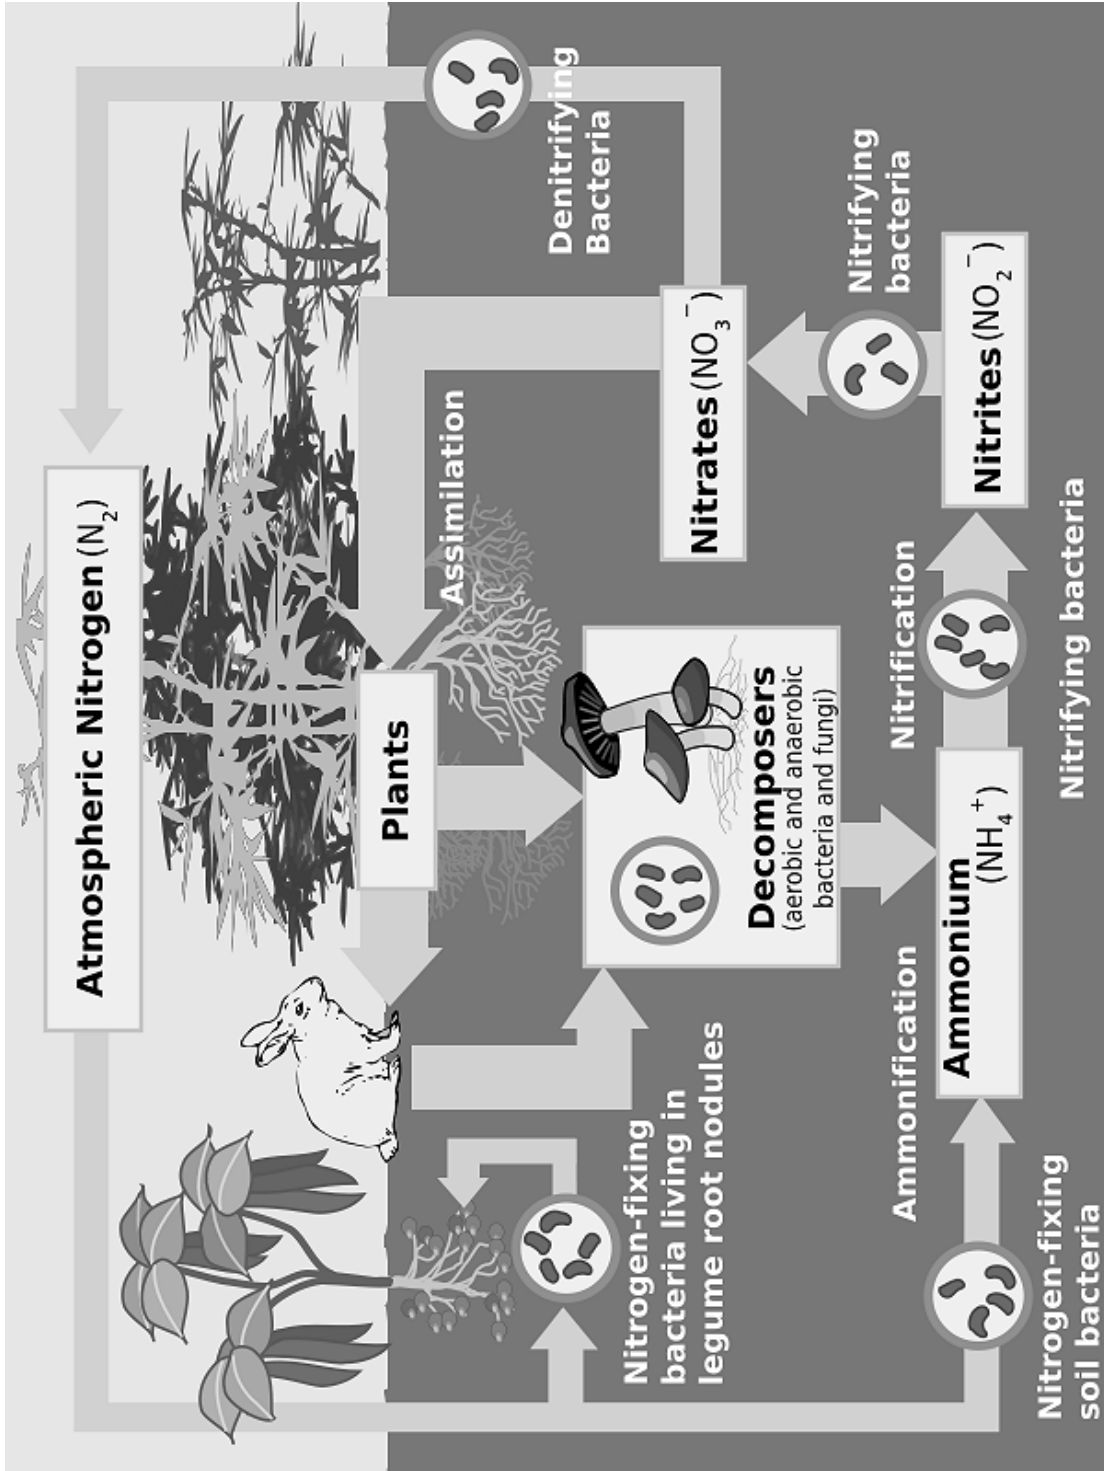 Atmospheric Nitrogen (N₂)
Plants
Assimilation
Denitrifying
Bacteria
Nitrogen-fixing
bacteria living in
legume root nodules
Decomposers
(aerobic and anaerobic
bacteria and fungi)
Nitrates (NO₃⁻)
Nitrifying
bacteria
Ammonification
Nitrification
Ammonium
(NH₄⁺)
Nitrites (NO₂⁻)
Nitrogen-fixing
soil bacteria
Nitrifying bacteria